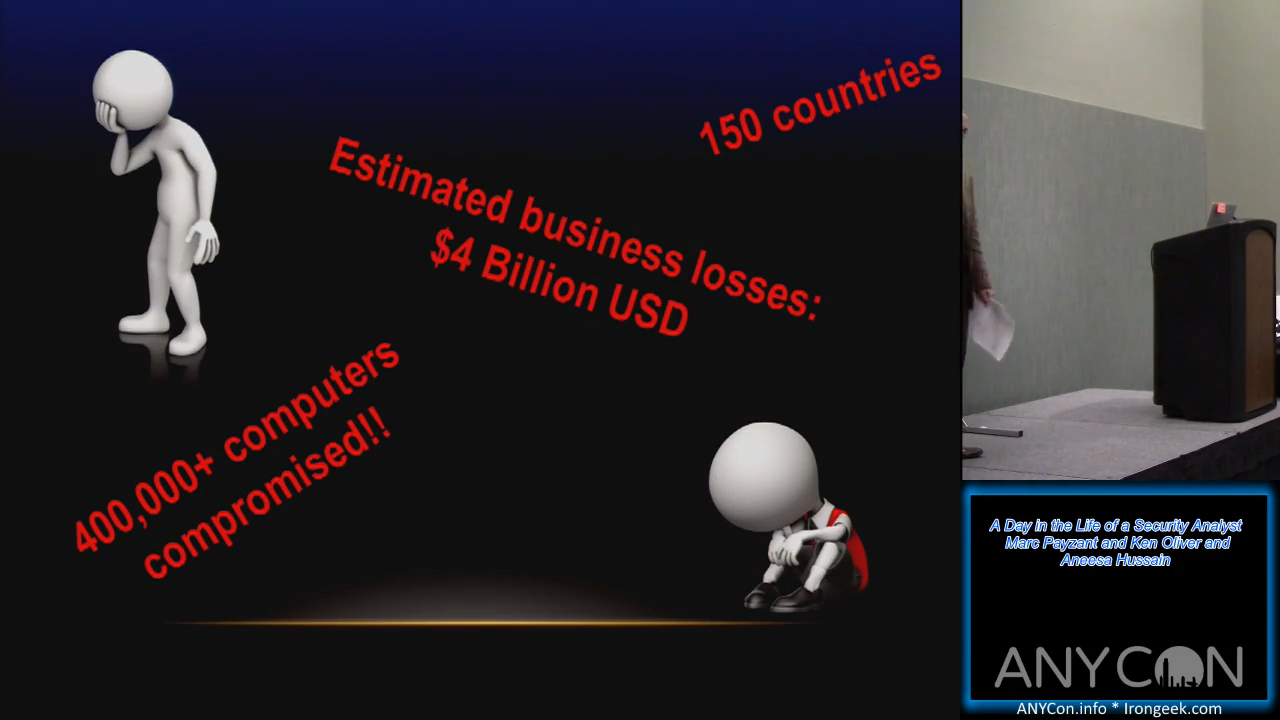 150 countries
Estimated business losses:
$4 Billion USD
400,000+ computers
compromised!!
A Day in the Life of a Security Analyst
Marc Payzant and Ken Oliver and
Aneesa Hussain
ANYCON
ANYCon.info * Irongeek.com